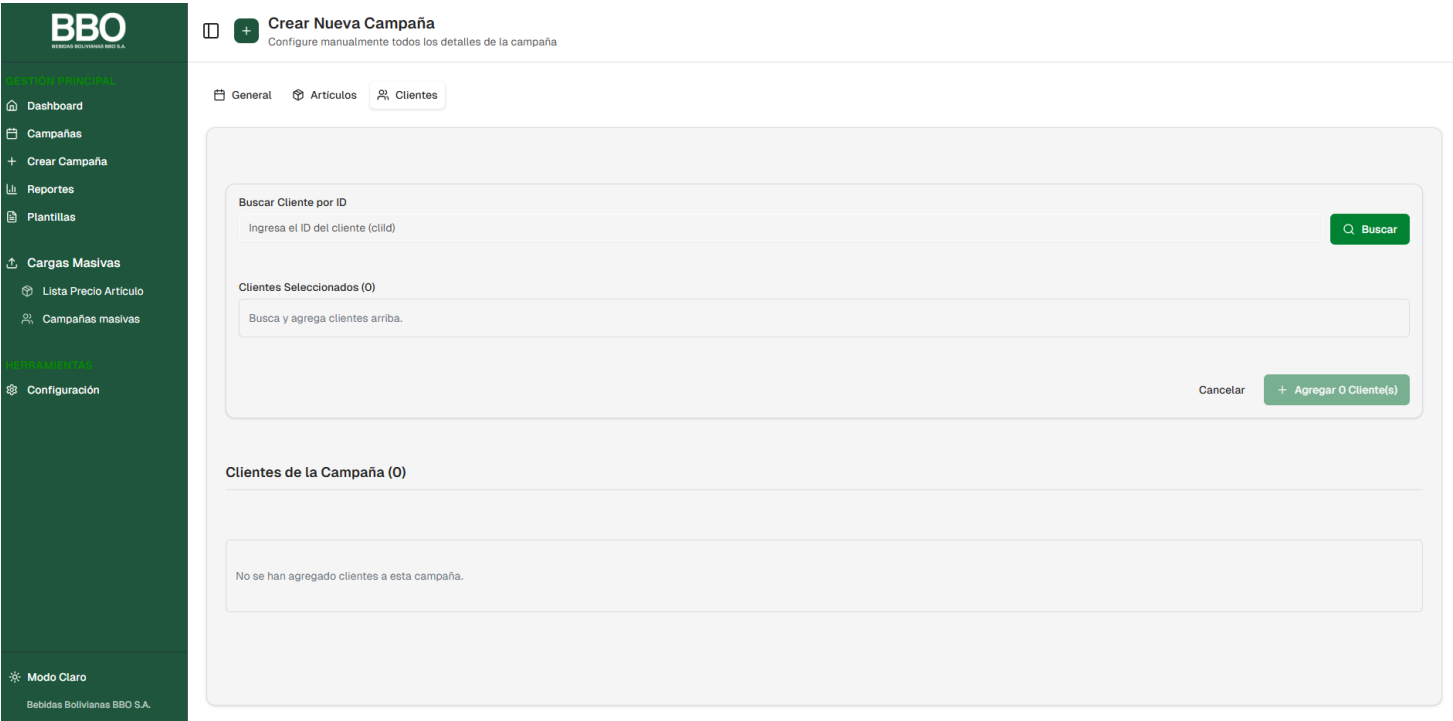 BBO
BEBIDAS BOLIVIANAS BBO S.A.
GESTIÓN PRINCIPAL
Dashboard
Campañas
Crear Campaña
Reportes
Plantillas
Cargas Masivas
Lista Precio Artículo
Campañas masivas
HERRAMIENTAS
Configuración
Modo Claro
Bebidas Bolivianas BBO S.A.
Crear Nueva Campaña
Configure manualmente todos los detalles de la campaña
General Artículos Clientes
Buscar Cliente por ID
Ingresa el ID del cliente (cliId)
Buscar
Clientes Seleccionados (0)
Busca y agrega clientes arriba.
Cancelar
Agregar 0 Cliente(s)
Clientes de la Campaña (0)
No se han agregado clientes a esta campaña.